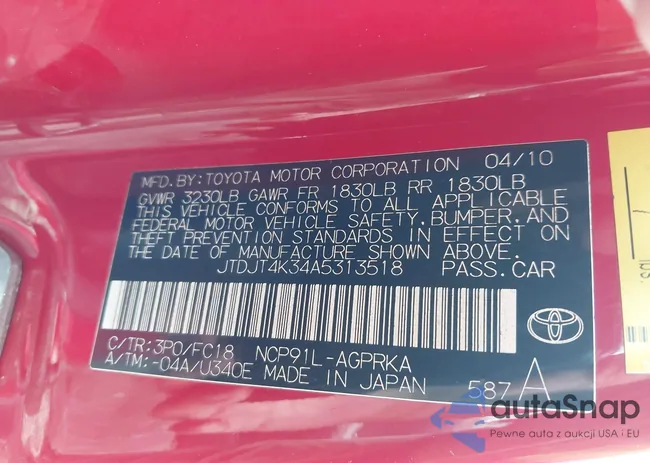 MFD.BY:TOYOTA MOTOR CORPORATION 04/10
GVWR 3230LB GAWR FR 1830LB RR 1830LB
THIS VEHICLE CONFORMS TO ALL APPLICABLE
FEDERAL MOTOR VEHICLE SAFETY,BUMPER,AND
THEFT PREVENTION STANDARDS IN EFFECT ON
THE DATE OF MANUFACTURE SHOWN ABOVE.
JTDJT4K34A5313518 PASS.CAR
C/TR:3P0/FC18 NCP91L-AGPRKA
A/TM:-04A/U340E MADE IN JAPAN 587 A
autaSnap
Pewne auta z aukcji USA i EU